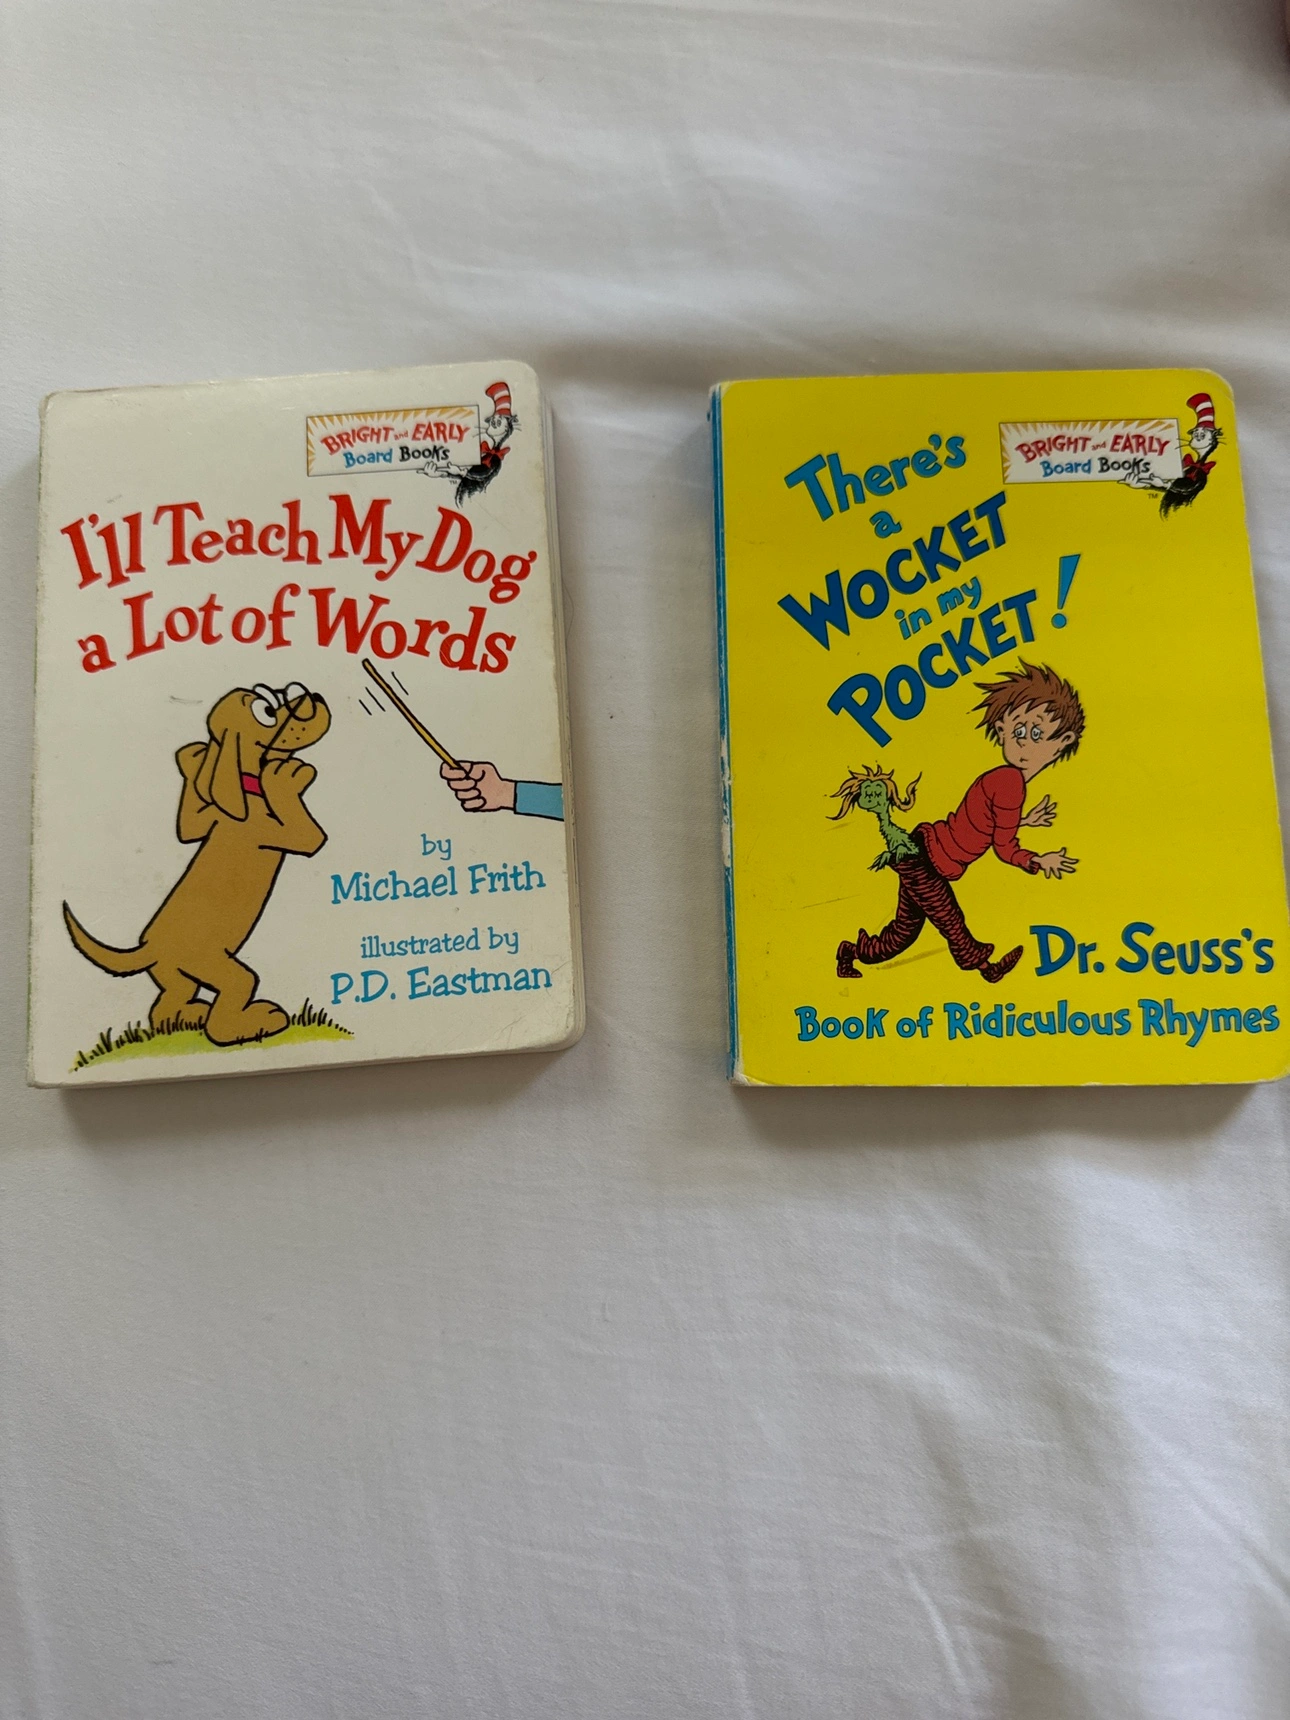 BRIGHT and EARLY
Board Books
I'll Teach My Dog
a Lot of Words
by
Michael Frith
illustrated by
P.D. Eastman
BRIGHT and EARLY
Board Books
TM
There's
a
WOCKET
in my
POCKET!
Dr. Seuss's
Book of Ridiculous Rhymes